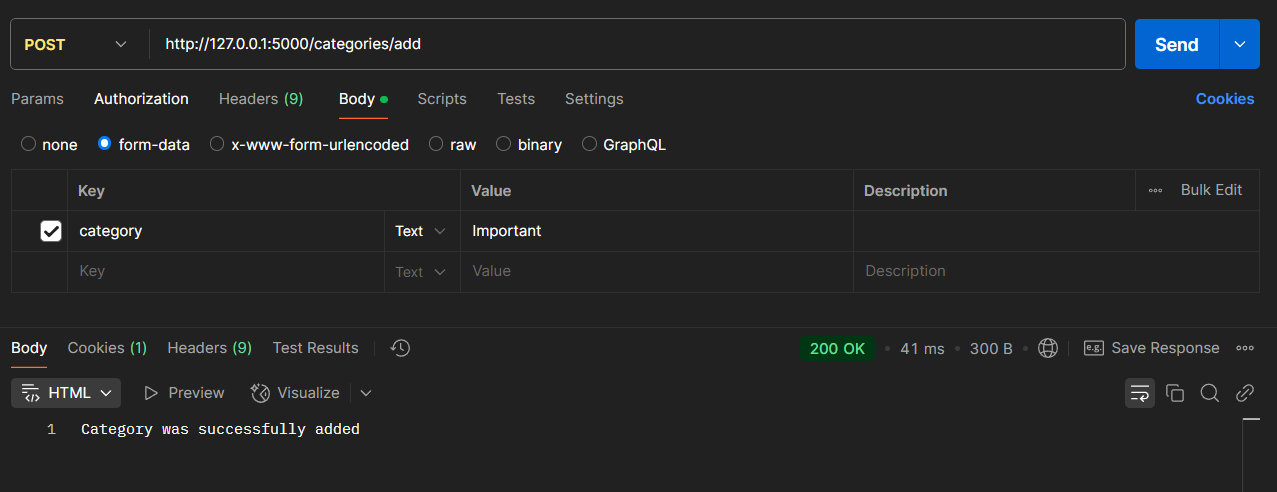 POST http://127.0.0.1:5000/categories/add Send
Params Authorization Headers (9) Body Scripts Tests Settings Cookies
none form-data x-www-form-urlencoded raw binary GraphQL
Key Value Description Bulk Edit
category Text Important
Key Text Value Description
Body Cookies (1) Headers (9) Test Results 200 OK 41 ms 300 B e.g. Save Response
HTML Preview Visualize
1 Category was successfully added